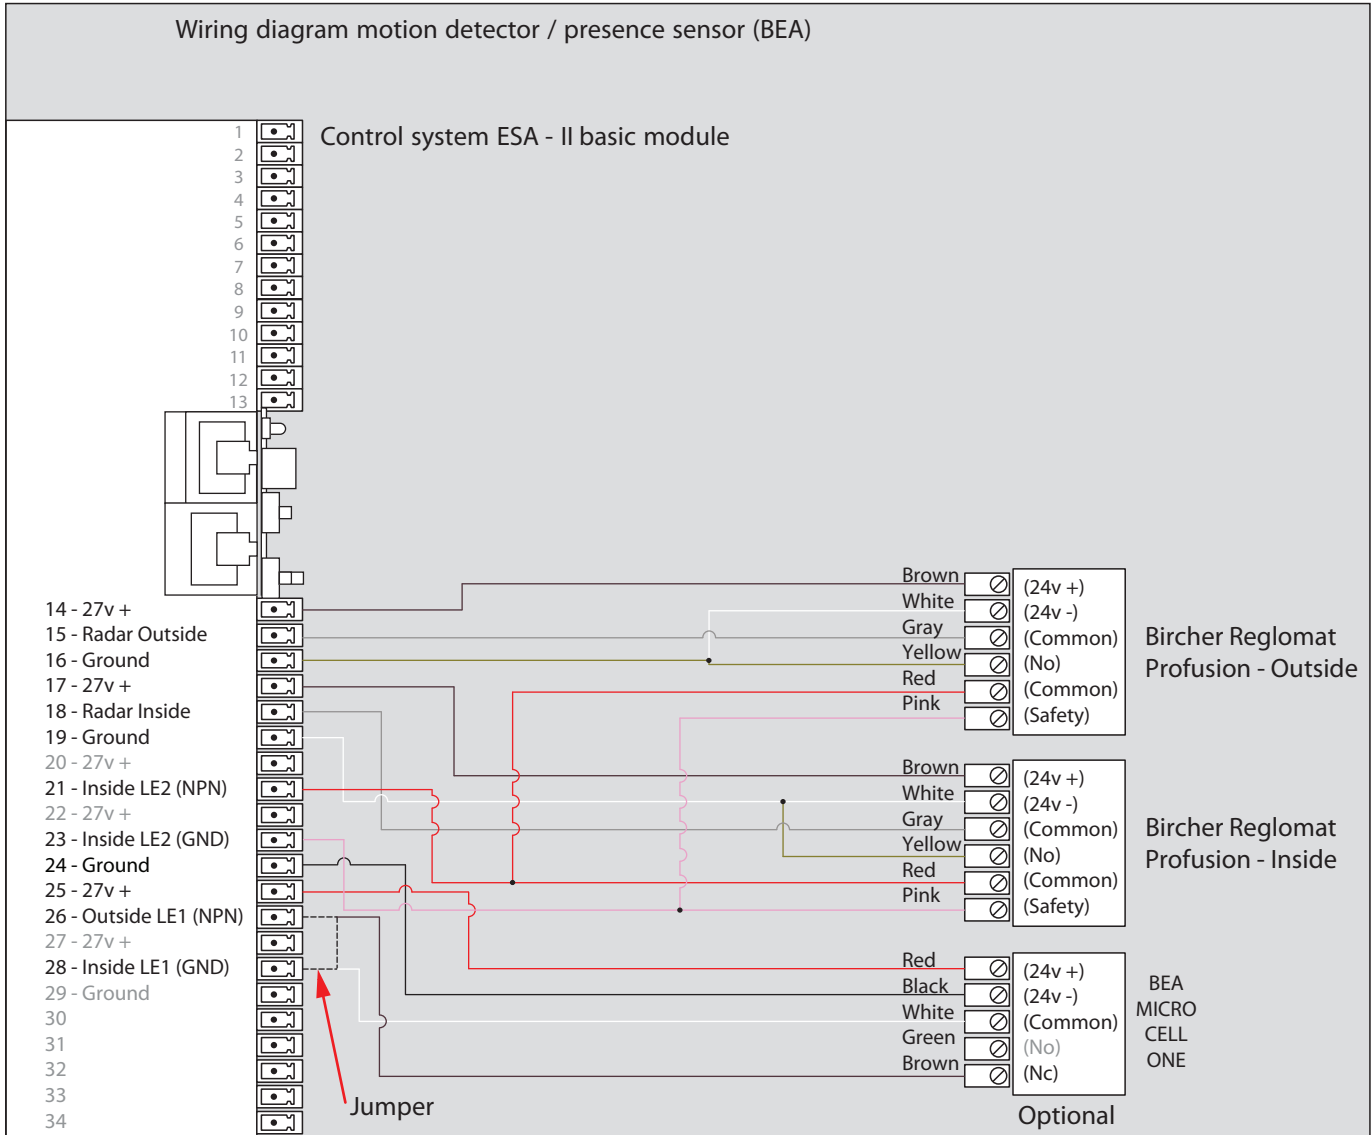 Wiring diagram motion detector / presence sensor (BEA)
Control system ESA - II basic module
1
2
3
4
5
6
7
8
9
10
11
12
13
14 - 27v +
15 - Radar Outside
16 - Ground
17 - 27v +
18 - Radar Inside
19 - Ground
20 - 27v +
21 - Inside LE2 (NPN)
22 - 27v +
23 - Inside LE2 (GND)
24 - Ground
25 - 27v +
26 - Outside LE1 (NPN)
27 - 27v +
28 - Inside LE1 (GND)
29 - Ground
30
31
32
33
34
Jumper
Brown
White
Gray
Yellow
Red
Pink
(24v +)
(24v -)
(Common)
(No)
(Common)
(Safety)
Bircher Reglomat
Profusion - Outside
Brown
White
Gray
Yellow
Red
Pink
(24v +)
(24v -)
(Common)
(No)
(Common)
(Safety)
Bircher Reglomat
Profusion - Inside
Red
Black
White
Green
Brown
(24v +)
(24v -)
(Common)
(No)
(Nc)
BEA
MICRO
CELL
ONE
Optional